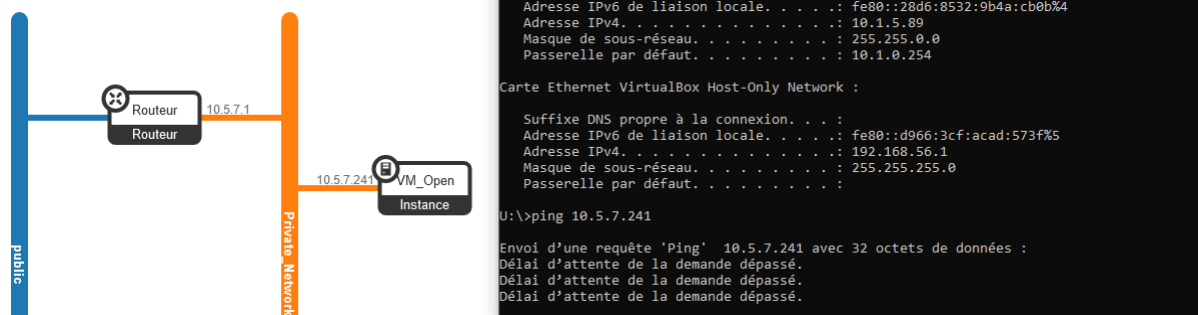 Routeur
Routeur
10.5.7.1
10.5.7.241
VM_Open
Instance
public
Private_Network
Adresse IPv6 de liaison locale. . . . .: fe80::28d6:8532:9b4a:cb0b%4
Adresse IPv4. . . . . . . . . . . . . .: 10.1.5.89
Masque de sous-réseau. . . . . . . . . : 255.255.0.0
Passerelle par défaut. . . . . . . . . : 10.1.0.254
Carte Ethernet VirtualBox Host-Only Network :
Suffixe DNS propre à la connexion. . . :
Adresse IPv6 de liaison locale. . . . .: fe80::d966:3cf:acad:573f%5
Adresse IPv4. . . . . . . . . . . . . .: 192.168.56.1
Masque de sous-réseau. . . . . . . . . : 255.255.255.0
Passerelle par défaut. . . . . . . . . :
U:\>ping 10.5.7.241
Envoi d’une requête 'Ping'  10.5.7.241 avec 32 octets de données :
Délai d’attente de la demande dépassé.
Délai d’attente de la demande dépassé.
Délai d’attente de la demande dépassé.